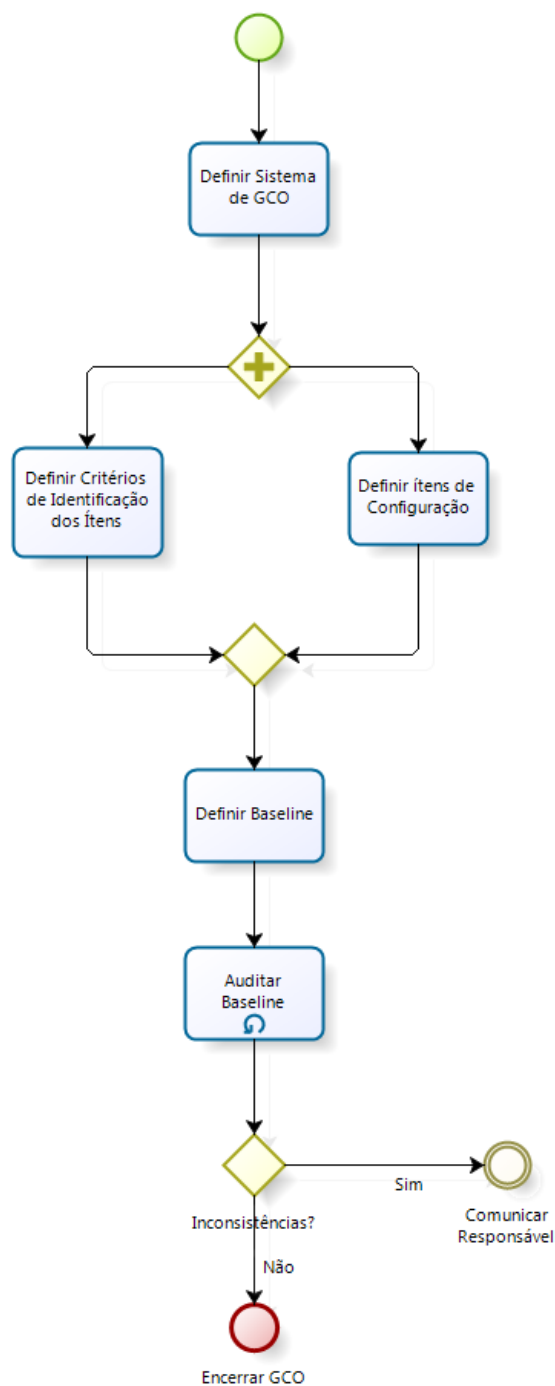 Definir Sistema
de GCO
Definir Critérios
de Identificação
dos Ítens
Definir ítens de
Configuração
Definir Baseline
Auditar
Baseline
Inconsistências?
Sim
Comunicar
Responsável
Não
Encerrar GCO